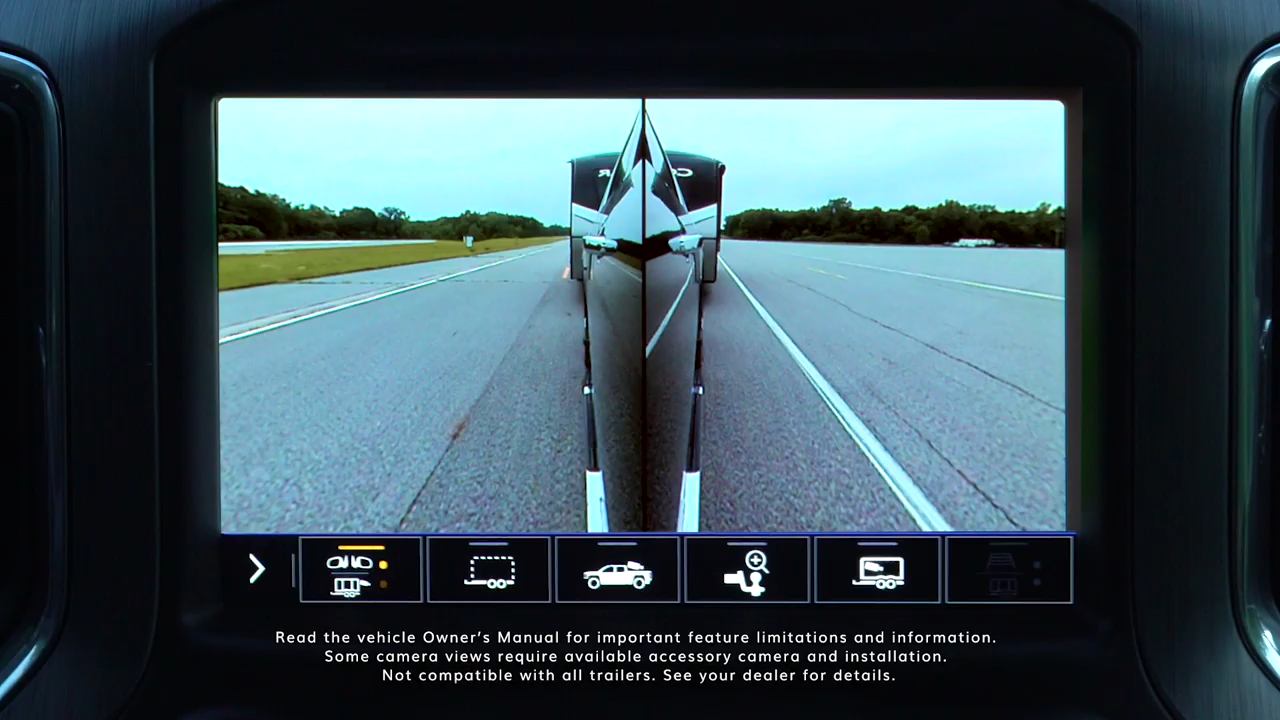 Read the vehicle Owner's Manual for important feature limitations and information.
Some camera views require available accessory camera and installation.
Not compatible with all trailers. See your dealer for details.